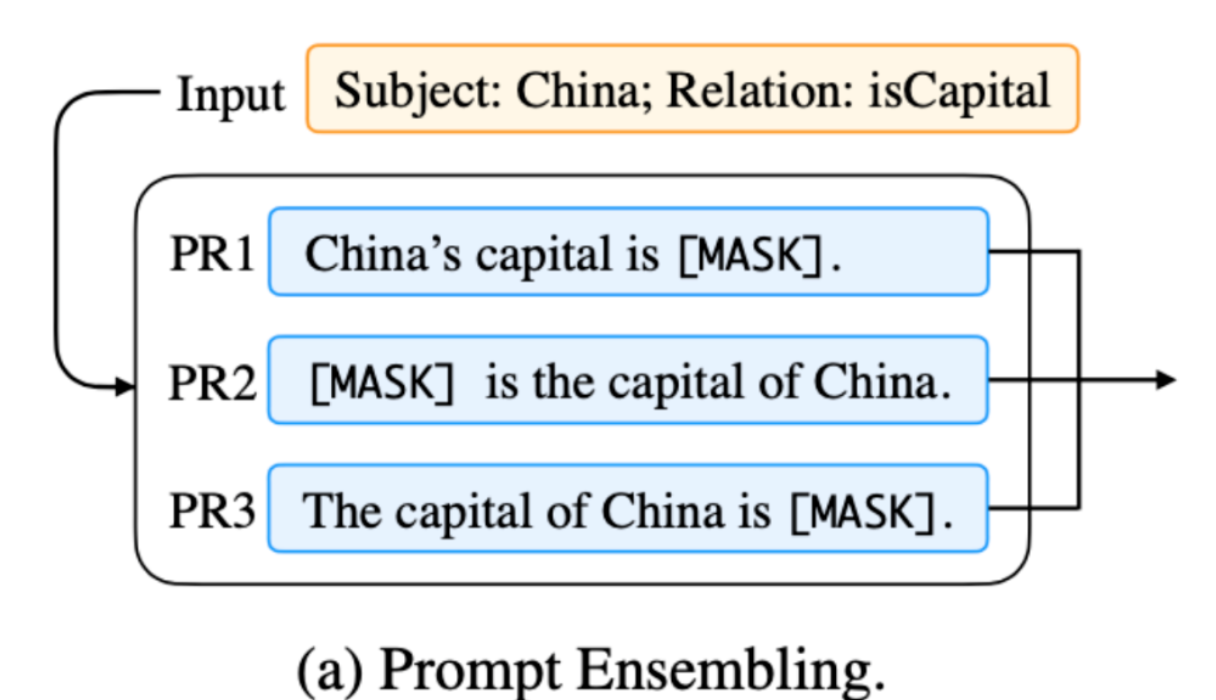 Input Subject: China; Relation: isCapital
PR1 China’s capital is [MASK].
PR2 [MASK] is the capital of China.
PR3 The capital of China is [MASK].
(a) Prompt Ensembling.